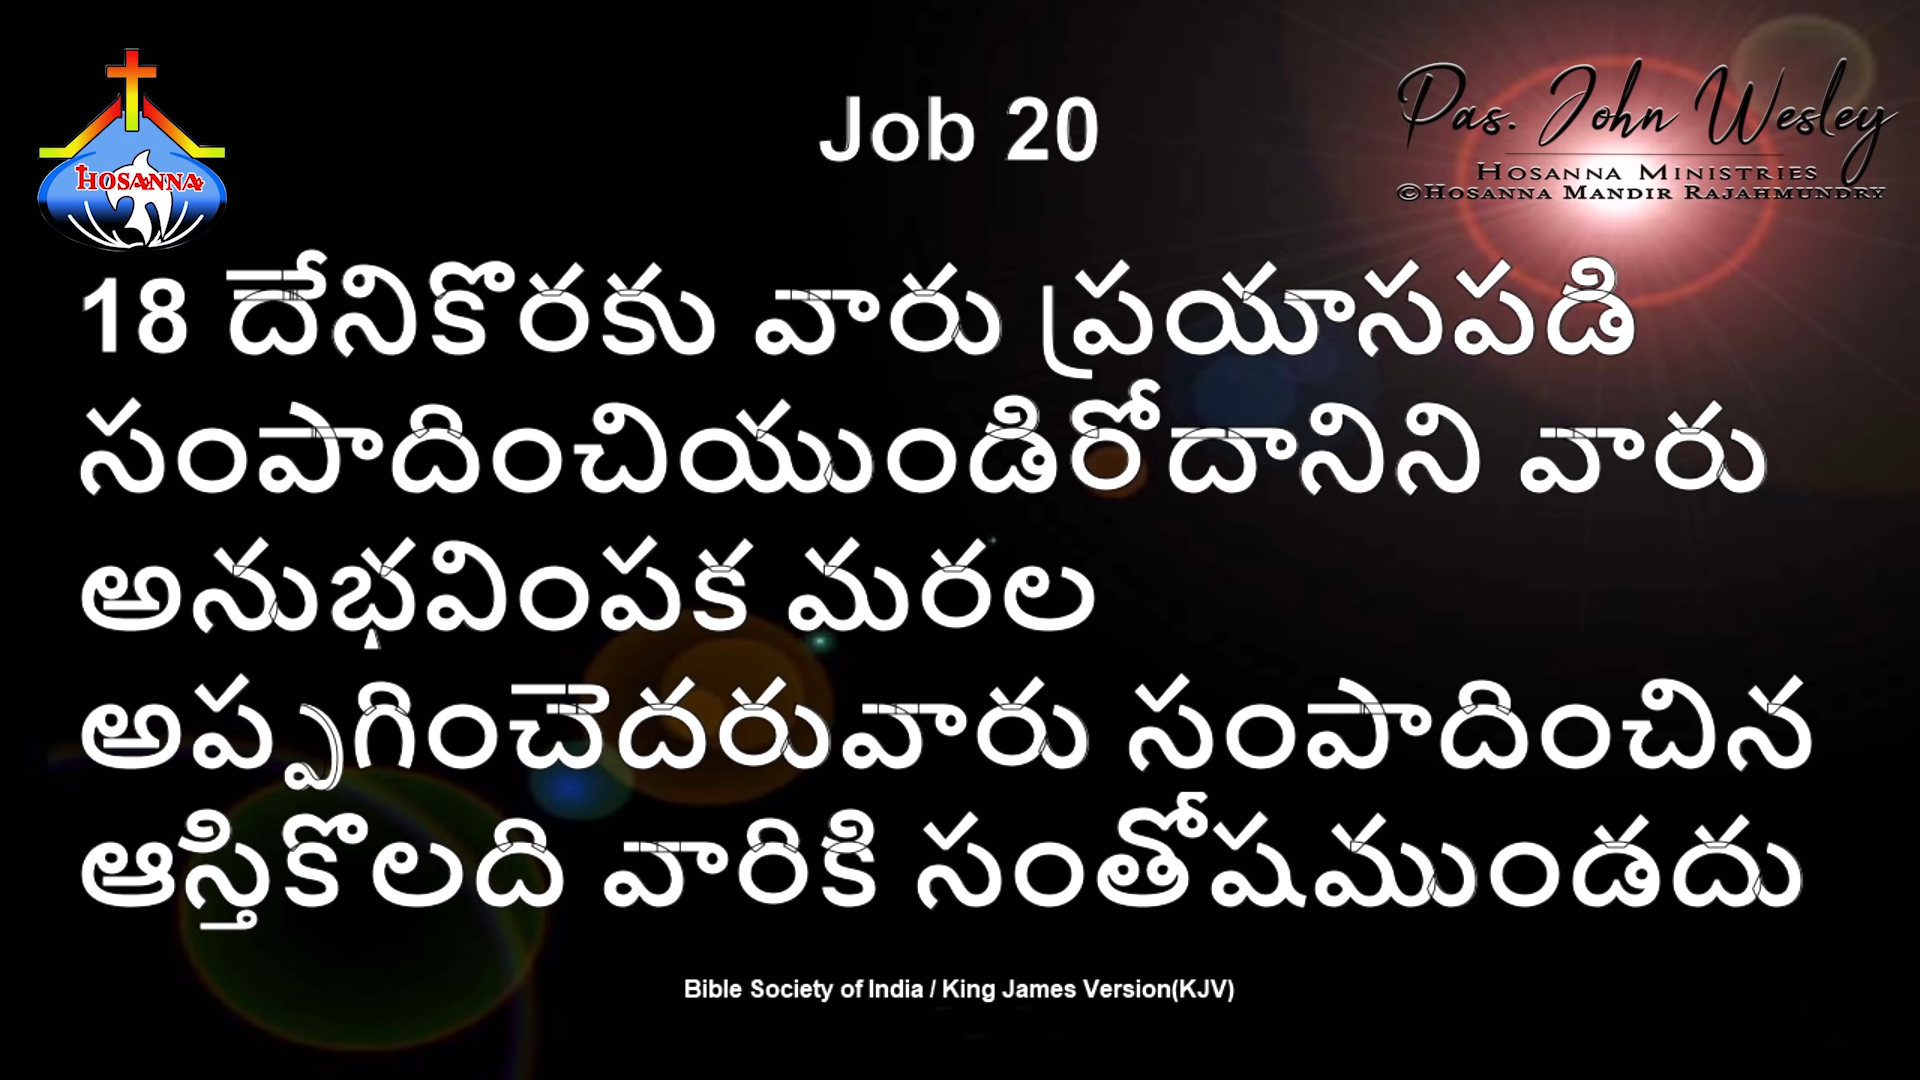 HOSANNA
Job 20
Pas. John Wesley
HOSANNA MINISTRIES
©HOSANNA MANDIR RAJAHMUNDRY
18 దేనికొరకు వారు ప్రయాసపడి
సంపాదించియుండిరోదానిని వారు
అనుభవింపక మరల
అప్పగించెదరువారు సంపాదించిన
ఆస్తికొలది వారికి సంతోషముండదు
Bible Society of India / King James Version(KJV)